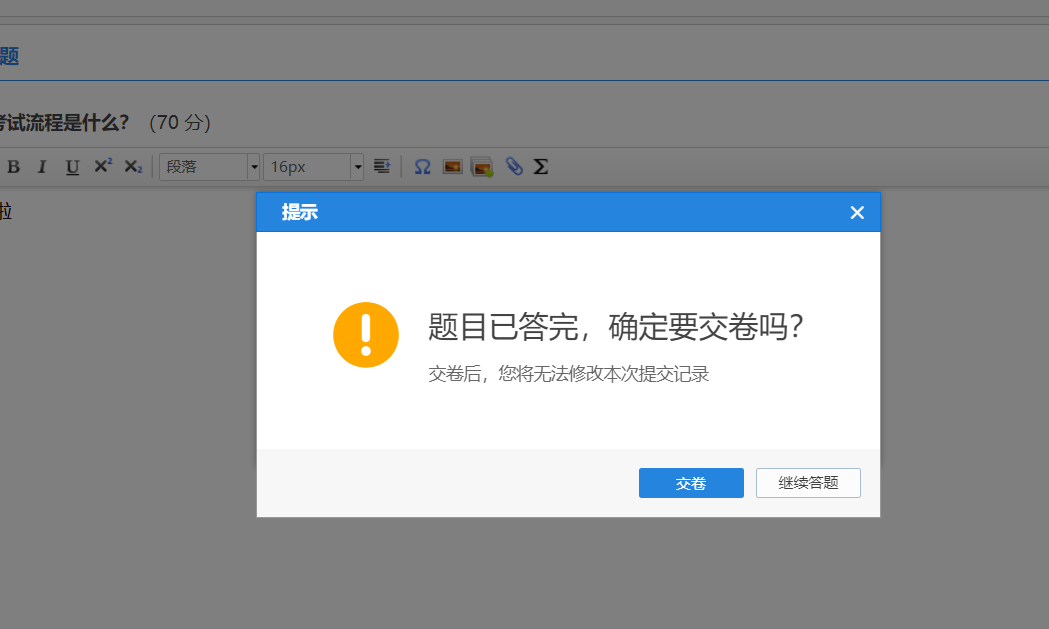 题
考试流程是什么? (70 分)
B I U X² X₂ 段落 16px Ω Σ
啦
提示
题目已答完，确定要交卷吗?
交卷后，您将无法修改本次提交记录
交卷 继续答题